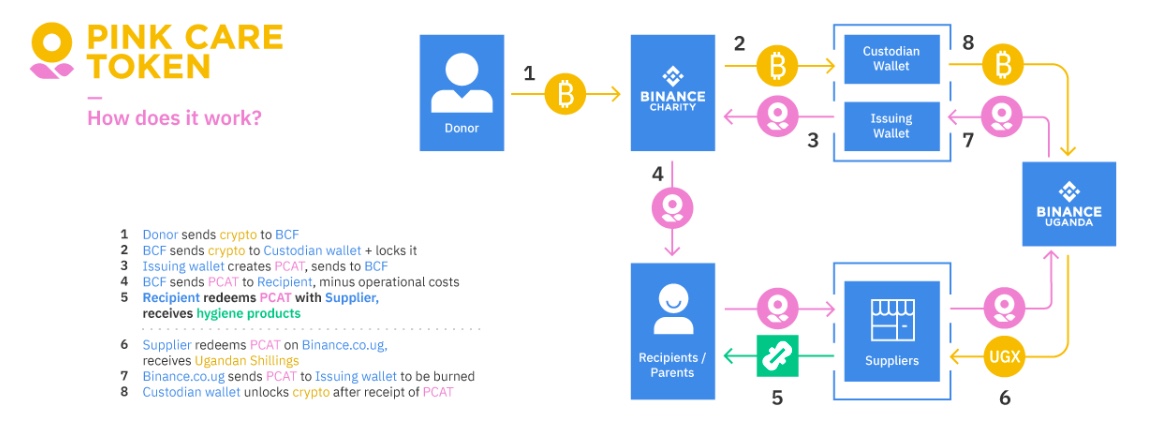 PINK CARE
TOKEN
How does it work?
1
2
8
Donor
BINANCE
CHARITY
Custodian
Wallet
Issuing
Wallet
3
7
4
BINANCE
UGANDA
1 Donor sends crypto to BCF
2 BCF sends crypto to Custodian wallet + locks it
3 Issuing wallet creates PCAT, sends to BCF
4 BCF sends PCAT to Recipient, minus operational costs
5 Recipient redeems PCAT with Supplier,
receives hygiene products
6 Supplier redeems PCAT on Binance.co.ug,
receives Ugandan Shillings
7 Binance.co.ug sends PCAT to Issuing wallet to be burned
8 Custodian wallet unlocks crypto after receipt of PCAT
Recipients /
Parents
Suppliers
UGX
5
6